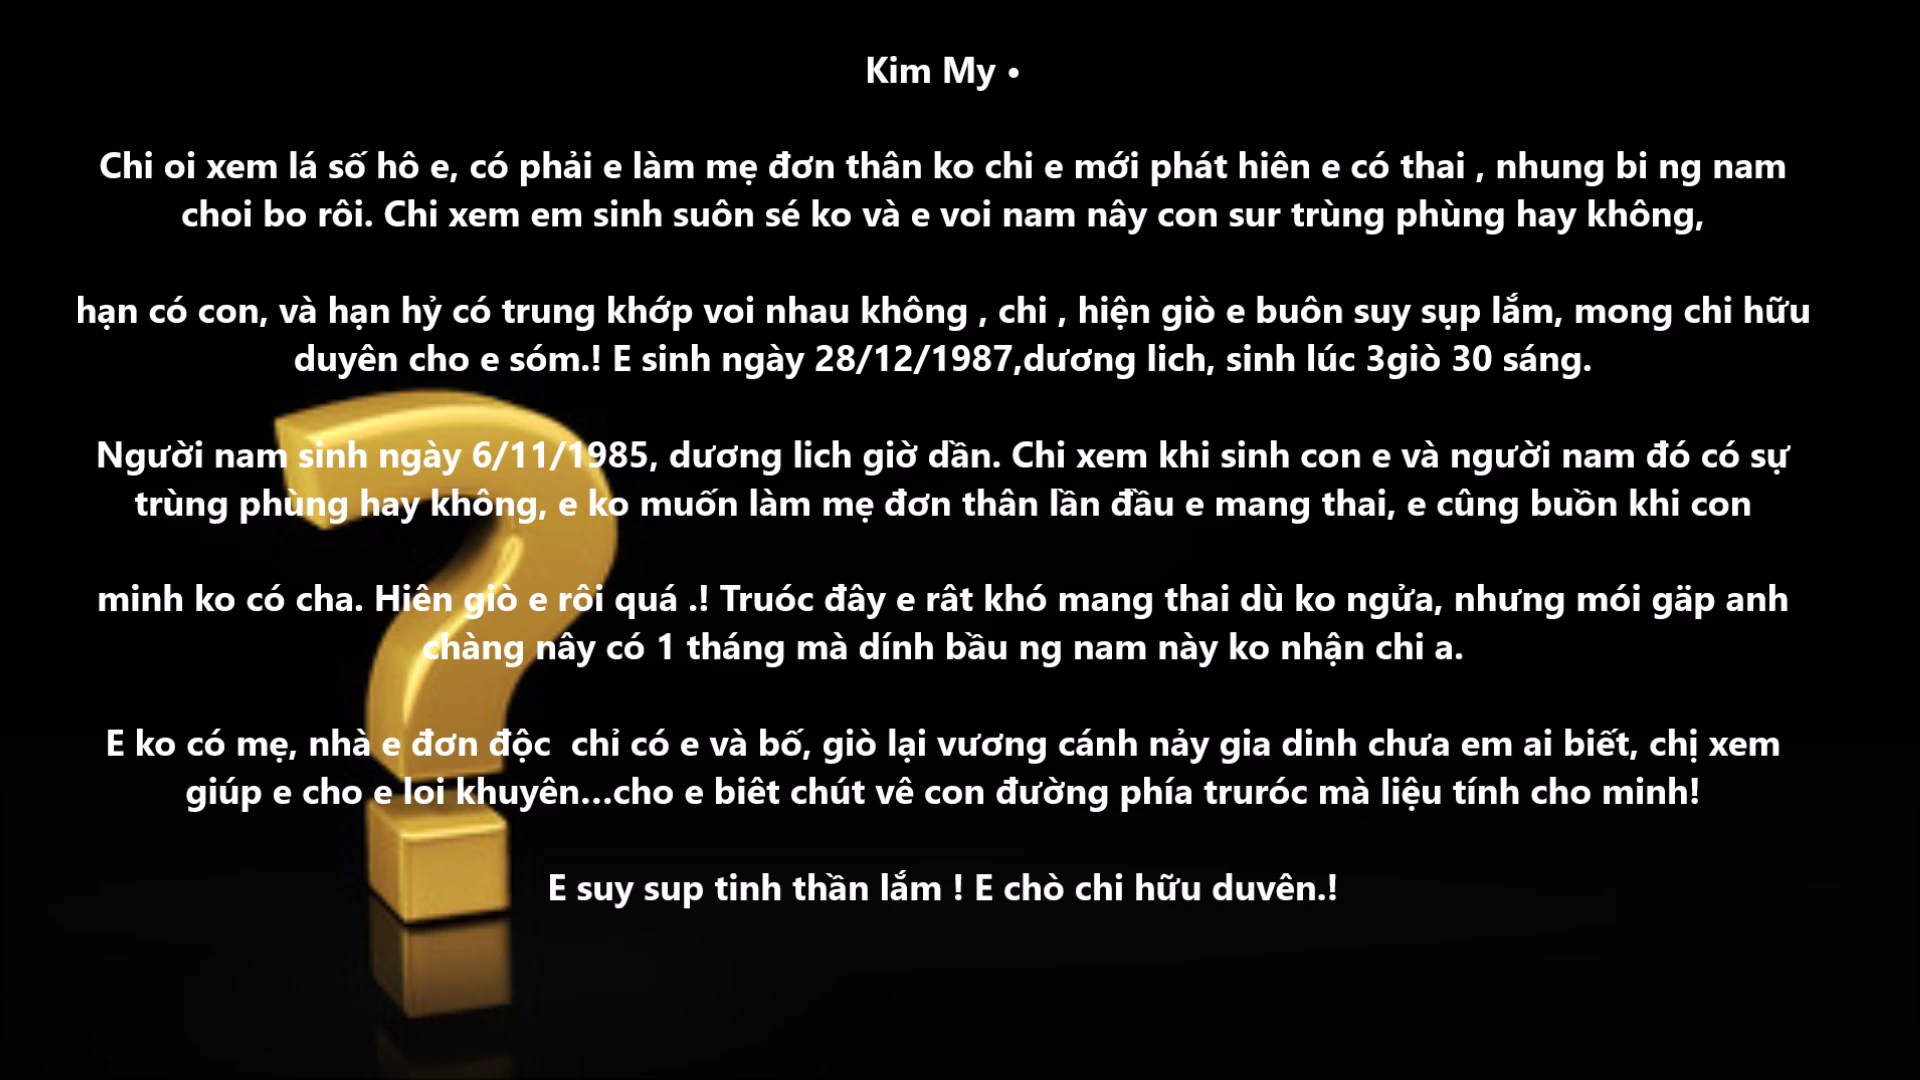 Kim My •
Chi oi xem lá số hô e, có phải e làm mẹ đơn thân ko chi e mới phát hiên e có thai , nhung bi ng nam
choi bo rôi. Chi xem em sinh suôn sé ko và e voi nam nây con sur trùng phùng hay không,
hạn có con, và hạn hỷ có trung khớp voi nhau không , chi , hiện giò e buôn suy sụp lắm, mong chi hữu
duyên cho e sóm.! E sinh ngày 28/12/1987,dương lich, sinh lúc 3giò 30 sáng.
Người nam sinh ngày 6/11/1985, dương lich giờ dần. Chi xem khi sinh con e và người nam đó có sự
trùng phùng hay không, e ko muốn làm mẹ đơn thân lần đầu e mang thai, e cûng buồn khi con
minh ko có cha. Hiên giò e rôi quá .! Truóc đây e rât khó mang thai dù ko ngửa, nhưng mói gäp anh
chàng nây có 1 tháng mà dính bầu ng nam này ko nhận chi a.
E ko có mẹ, nhà e đơn độc  chỉ có e và bố, giò lại vương cánh nảy gia dinh chưa em ai biết, chị xem
giúp e cho e loi khuyên...cho e biêt chút vê con đường phía truróc mà liệu tính cho minh!
E suy sup tinh thần lắm ! E chò chi hữu duvên.!